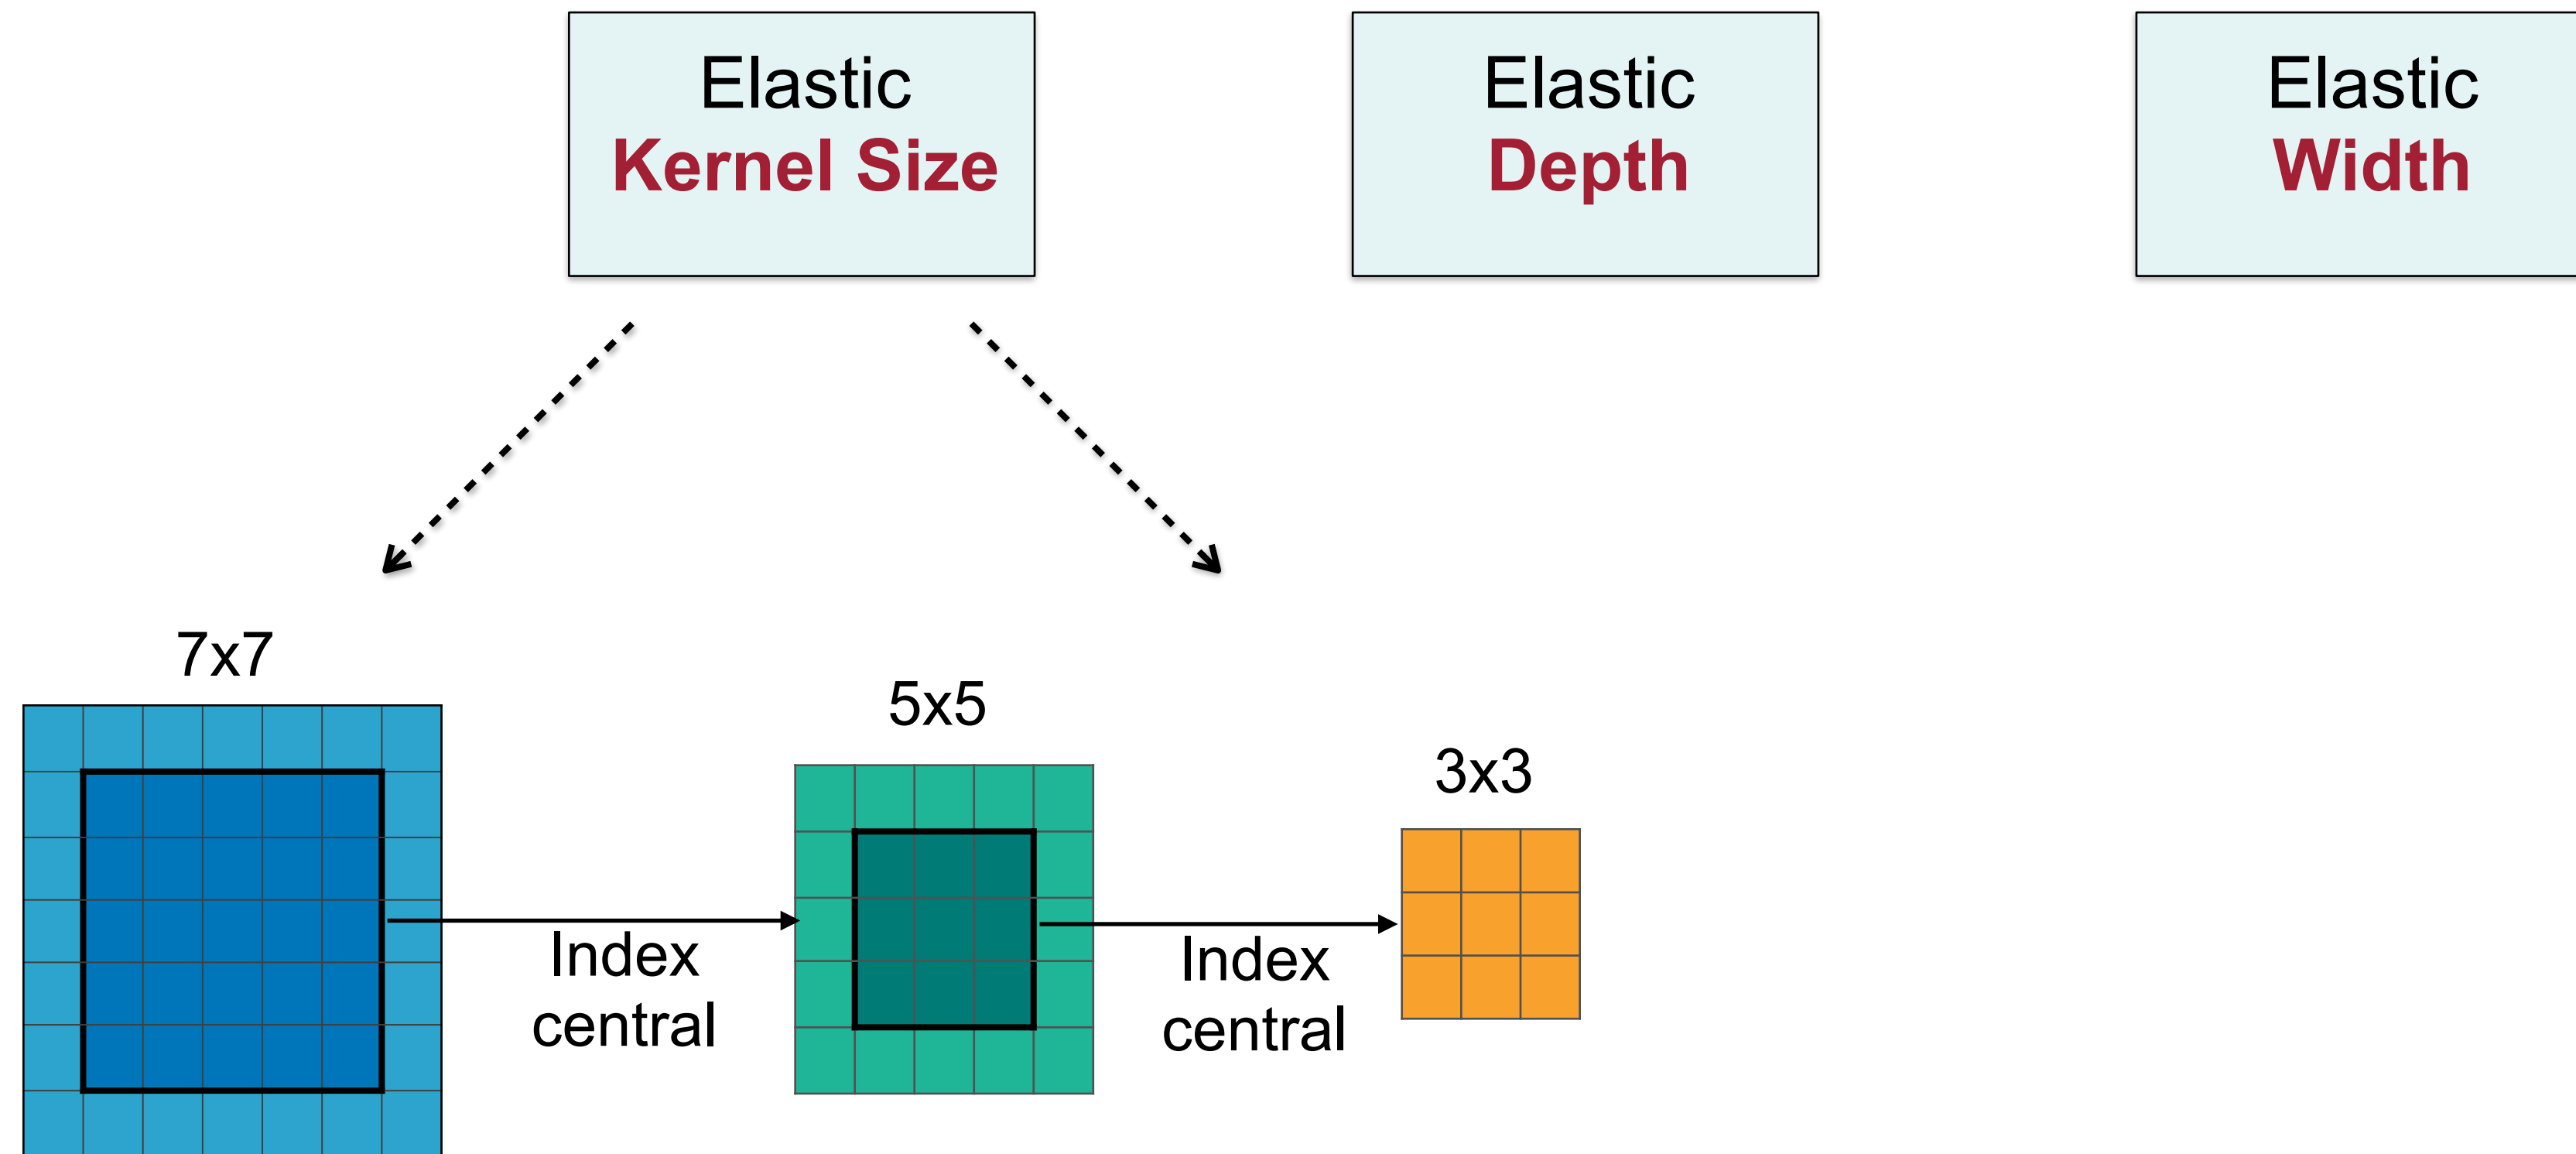 Elastic
Kernel Size
Elastic
Depth
Elastic
Width
7x7
5x5
3x3
Index
central
Index
central